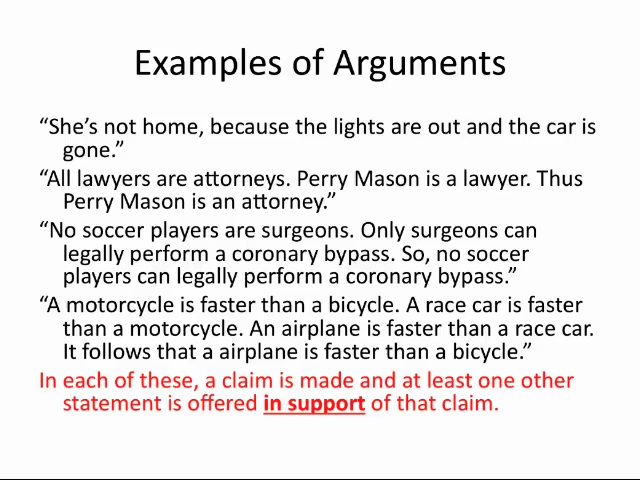 Examples of Arguments
“She’s not home, because the lights are out and the car is
gone.”
“All lawyers are attorneys. Perry Mason is a lawyer. Thus
Perry Mason is an attorney.”
“No soccer players are surgeons. Only surgeons can
legally perform a coronary bypass. So, no soccer
players can legally perform a coronary bypass.”
“A motorcycle is faster than a bicycle. A race car is faster
than a motorcycle. An airplane is faster than a race car.
It follows that a airplane is faster than a bicycle.”
In each of these, a claim is made and at least one other
statement is offered in support of that claim.